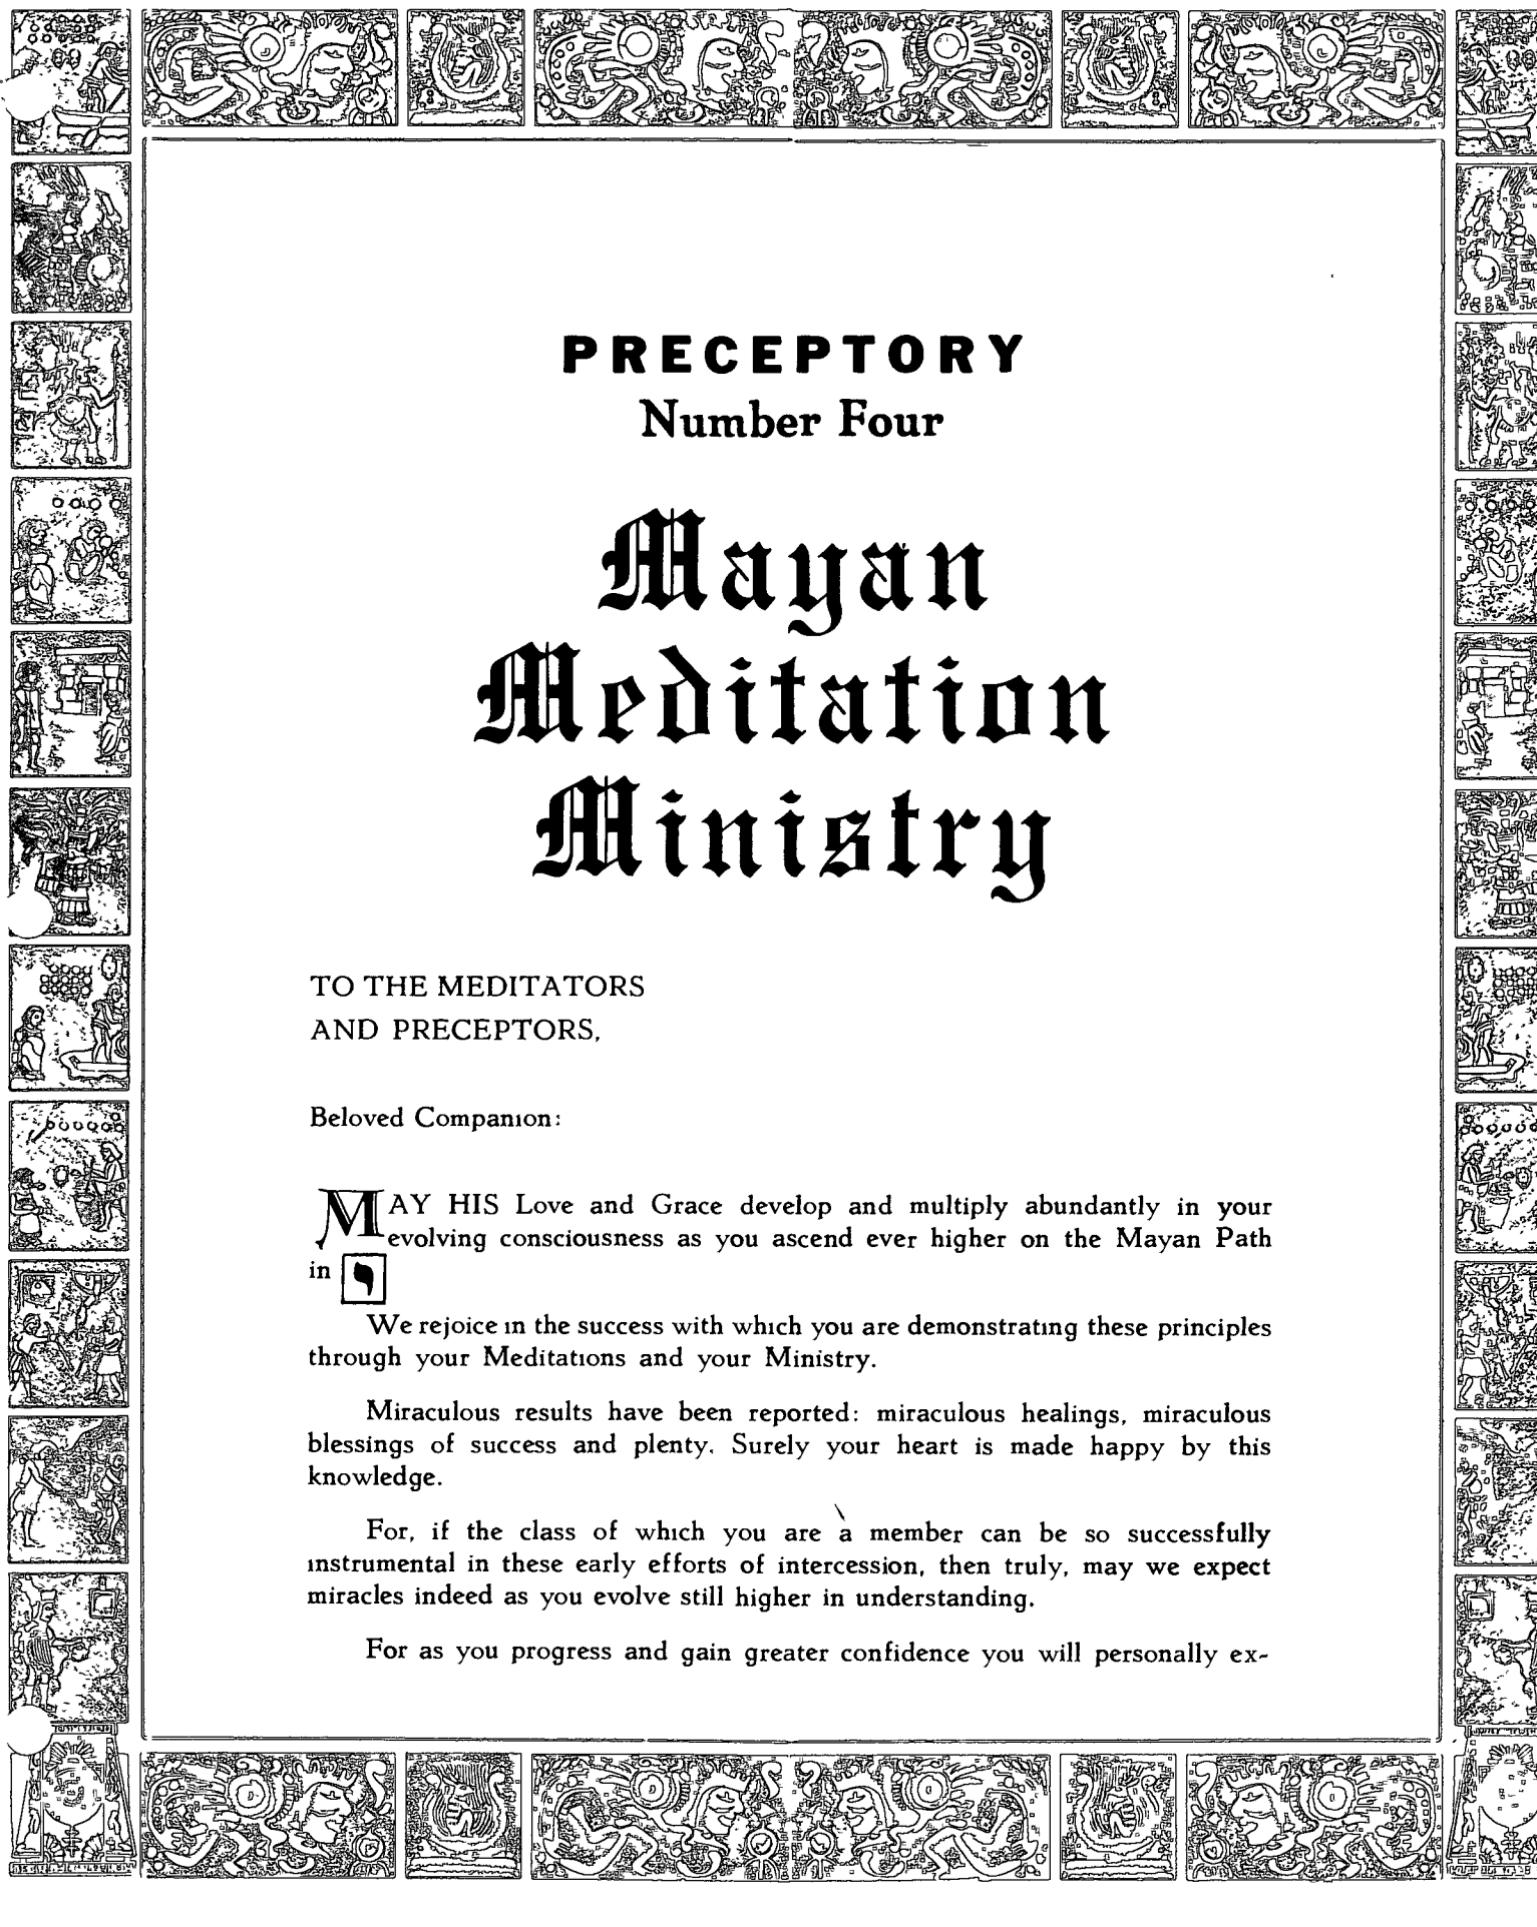 PRECEPTORY
Number Four
Mayan
Meditation
Ministry
TO THE MEDITATORS
AND PRECEPTORS,
Beloved Companion:
MAY HIS Love and Grace develop and multiply abundantly in your
evolving consciousness as you ascend ever higher on the Mayan Path
in י
We rejoice in the success with which you are demonstrating these principles
through your Meditations and your Ministry.
Miraculous results have been reported: miraculous healings, miraculous
blessings of success and plenty. Surely your heart is made happy by this
knowledge.
For, if the class of which you are a member can be so successfully
instrumental in these early efforts of intercession, then truly, may we expect
miracles indeed as you evolve still higher in understanding.
For as you progress and gain greater confidence you will personally ex-